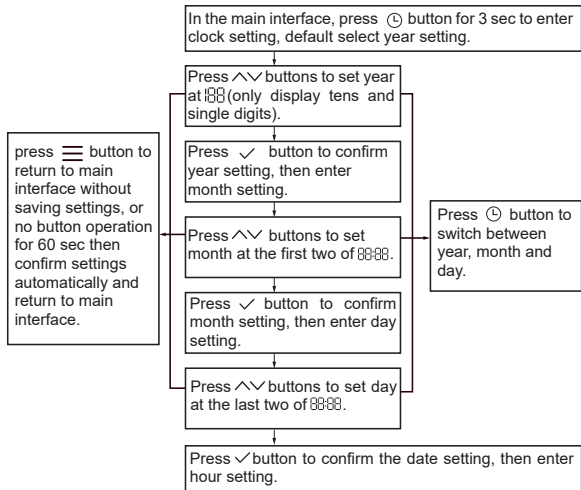 In the main interface, press button for 3 sec to enter
clock setting, default select year setting.
Press ∧∨ buttons to set year
at 188 (only display tens and
single digits).
Press ✓ button to confirm
year setting, then enter
month setting.
Press ∧∨ buttons to set
month at the first two of 88:88.
Press ✓ button to confirm
month setting, then enter day
setting.
Press ∧∨ buttons to set day
at the last two of 88:88.
Press ✓ button to confirm the date setting, then enter
hour setting.
press ☰ button to
return to main
interface without
saving settings, or
no button operation
for 60 sec then
confirm settings
automatically and
return to main
interface.
Press button to
switch between
year, month and
day.